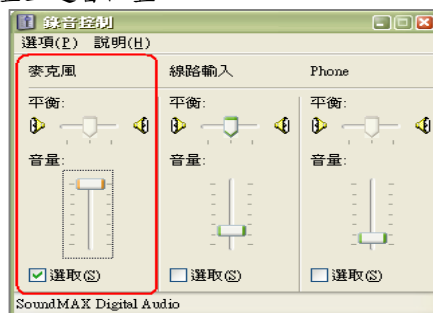 錄音控制
選項(P) 說明(H)
麥克風 線路輸入 Phone
平衡: 平衡: 平衡:
音量: 音量: 音量:
選取(S) 選取(S) 選取(S)
SoundMAX Digital Audio